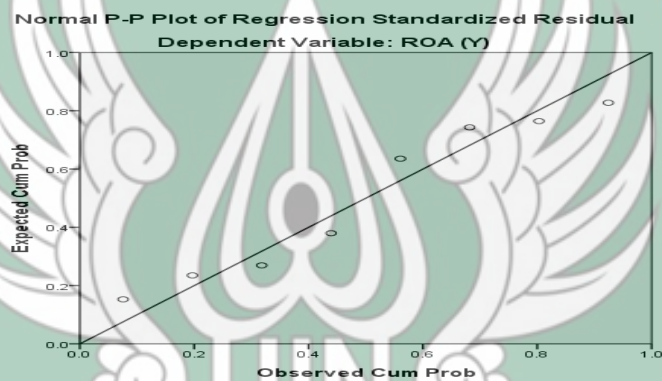 Normal P-P Plot of Regression Standardized Residual
Dependent Variable: ROA (Y)
1.0
0.8
0.6
0.4
0.2
0.0
Expected Cum Prob
0.0 0.2 0.4 0.6 0.8 1.0
Observed Cum Prob